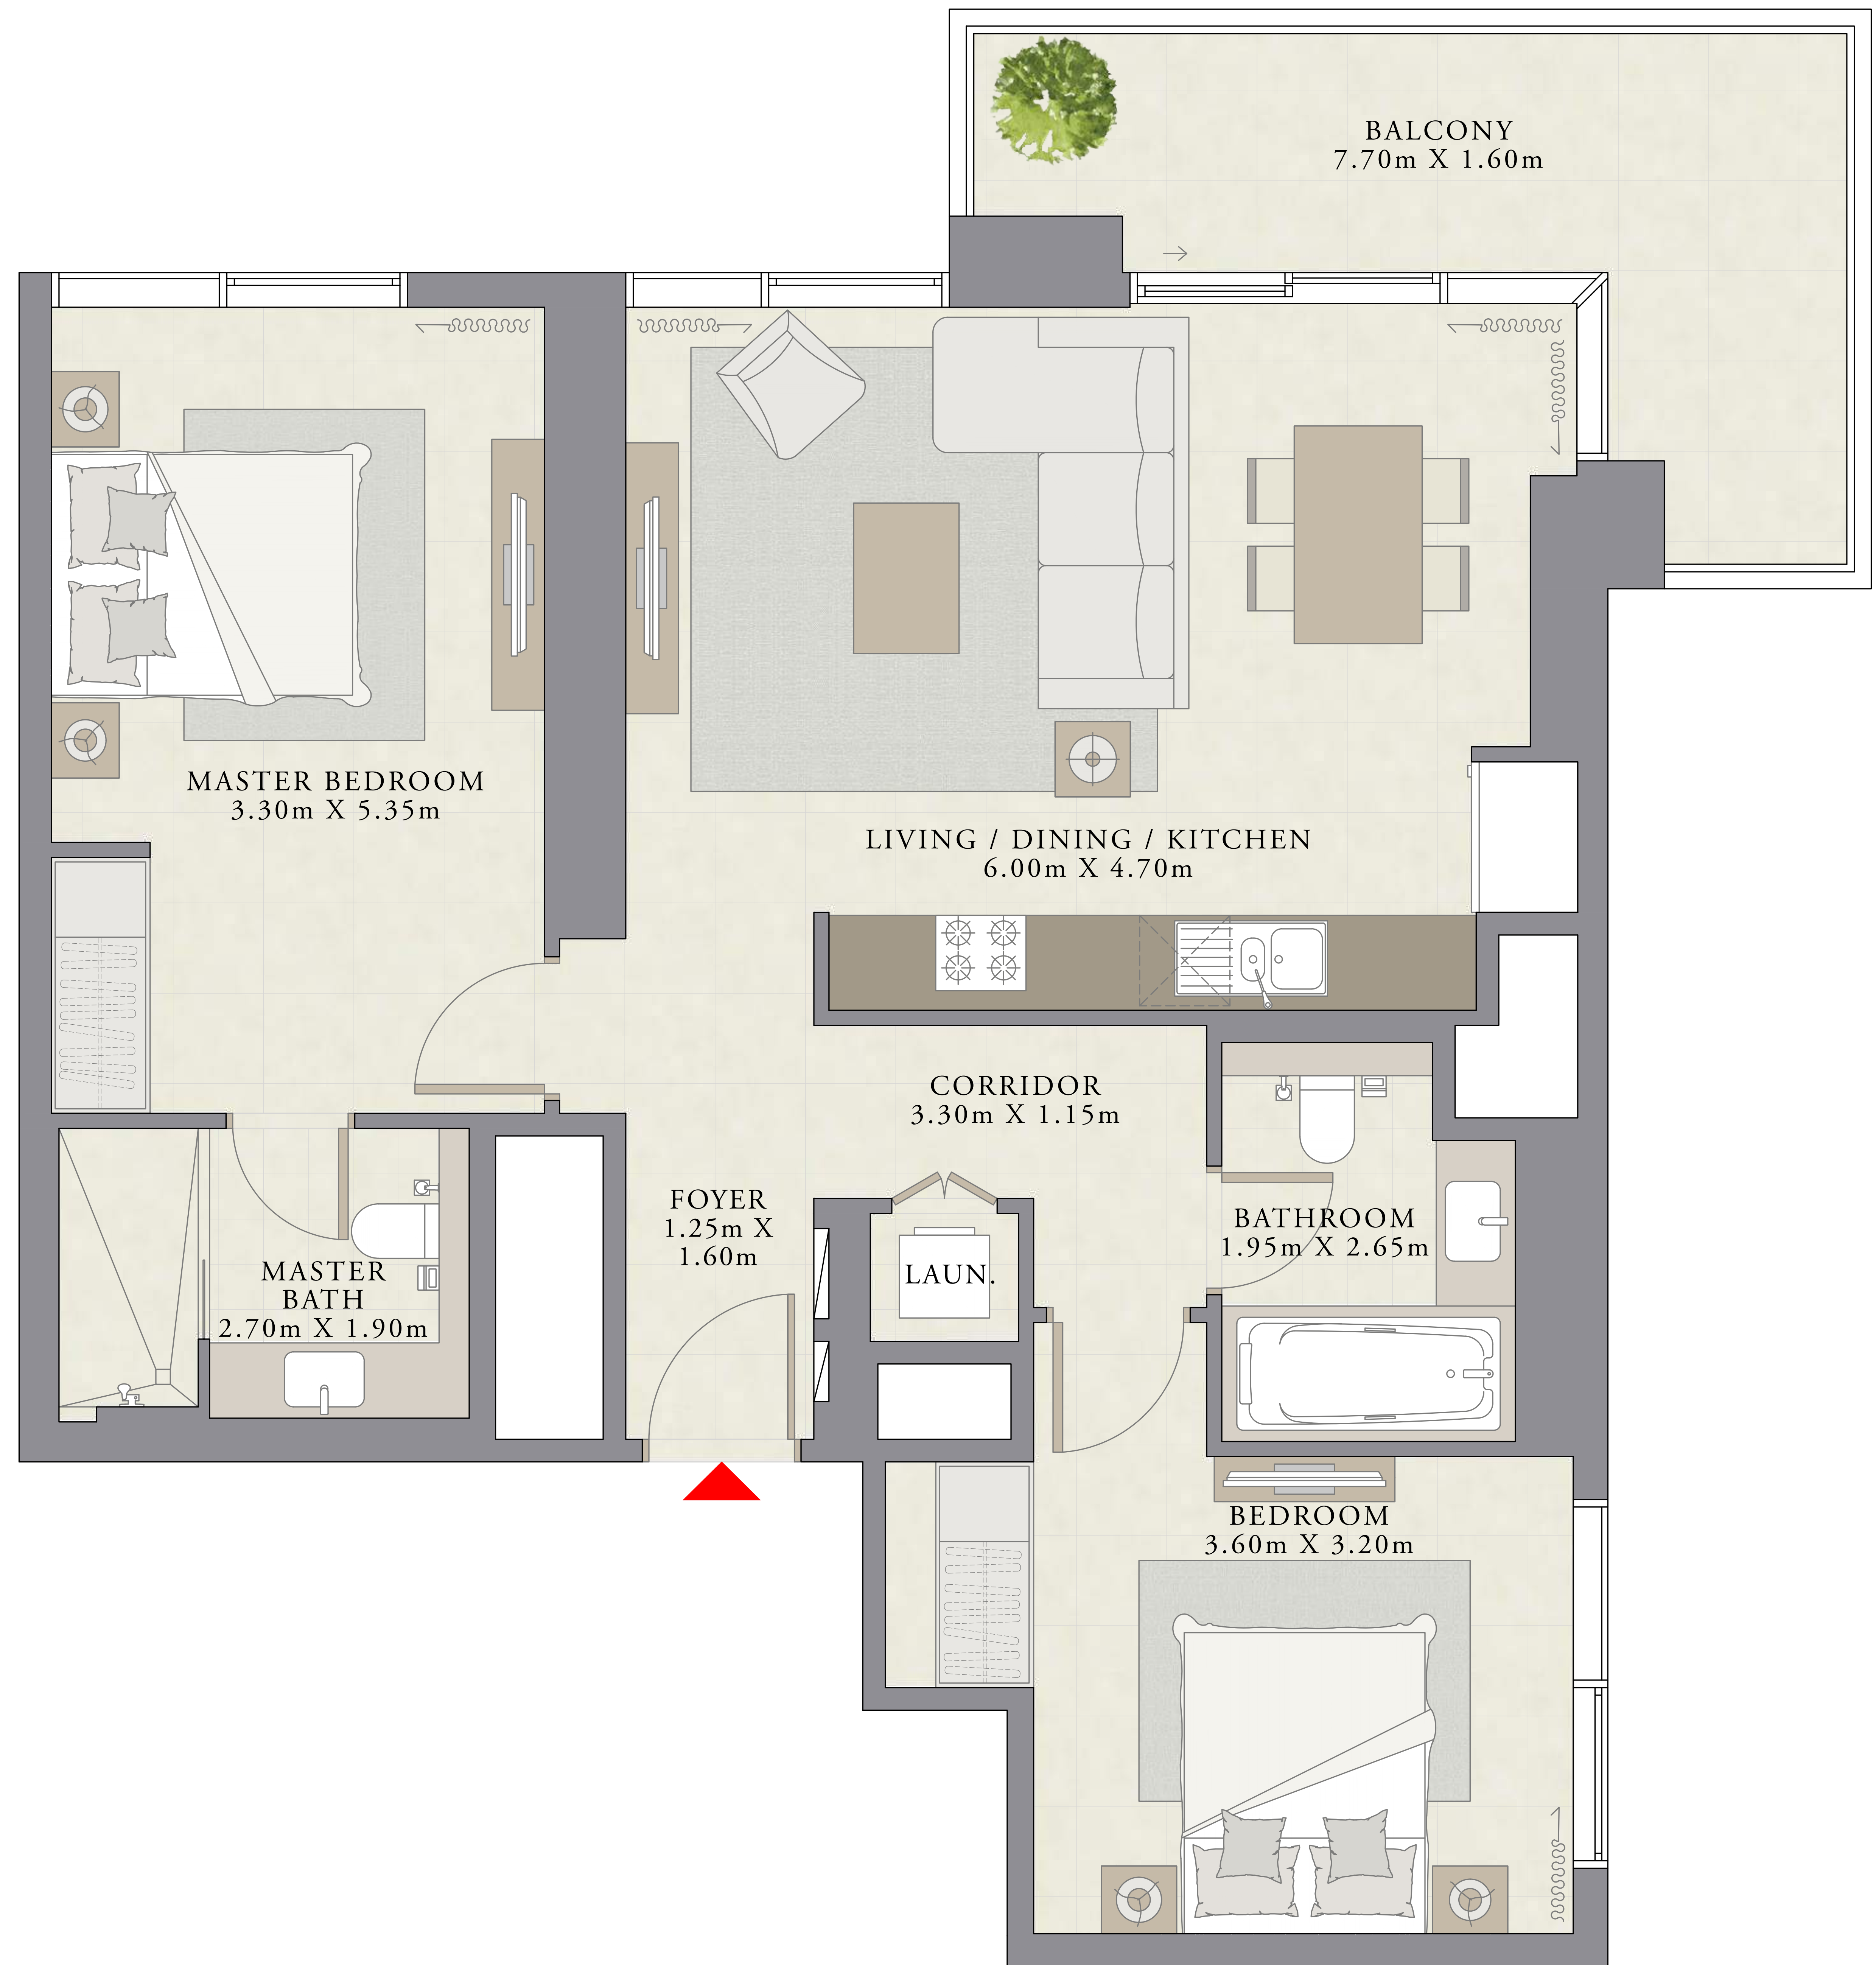 BALCONY
7.70m X 1.60m
MASTER BEDROOM
3.30m X 5.35m
LIVING / DINING / KITCHEN
6.00m X 4.70m
CORRIDOR
3.30m X 1.15m
FOYER
1.25m X
1.60m
BATHROOM
1.95m X 2.65m
LAUN.
MASTER
BATH
2.70m X 1.90m
BEDROOM
3.60m X 3.20m